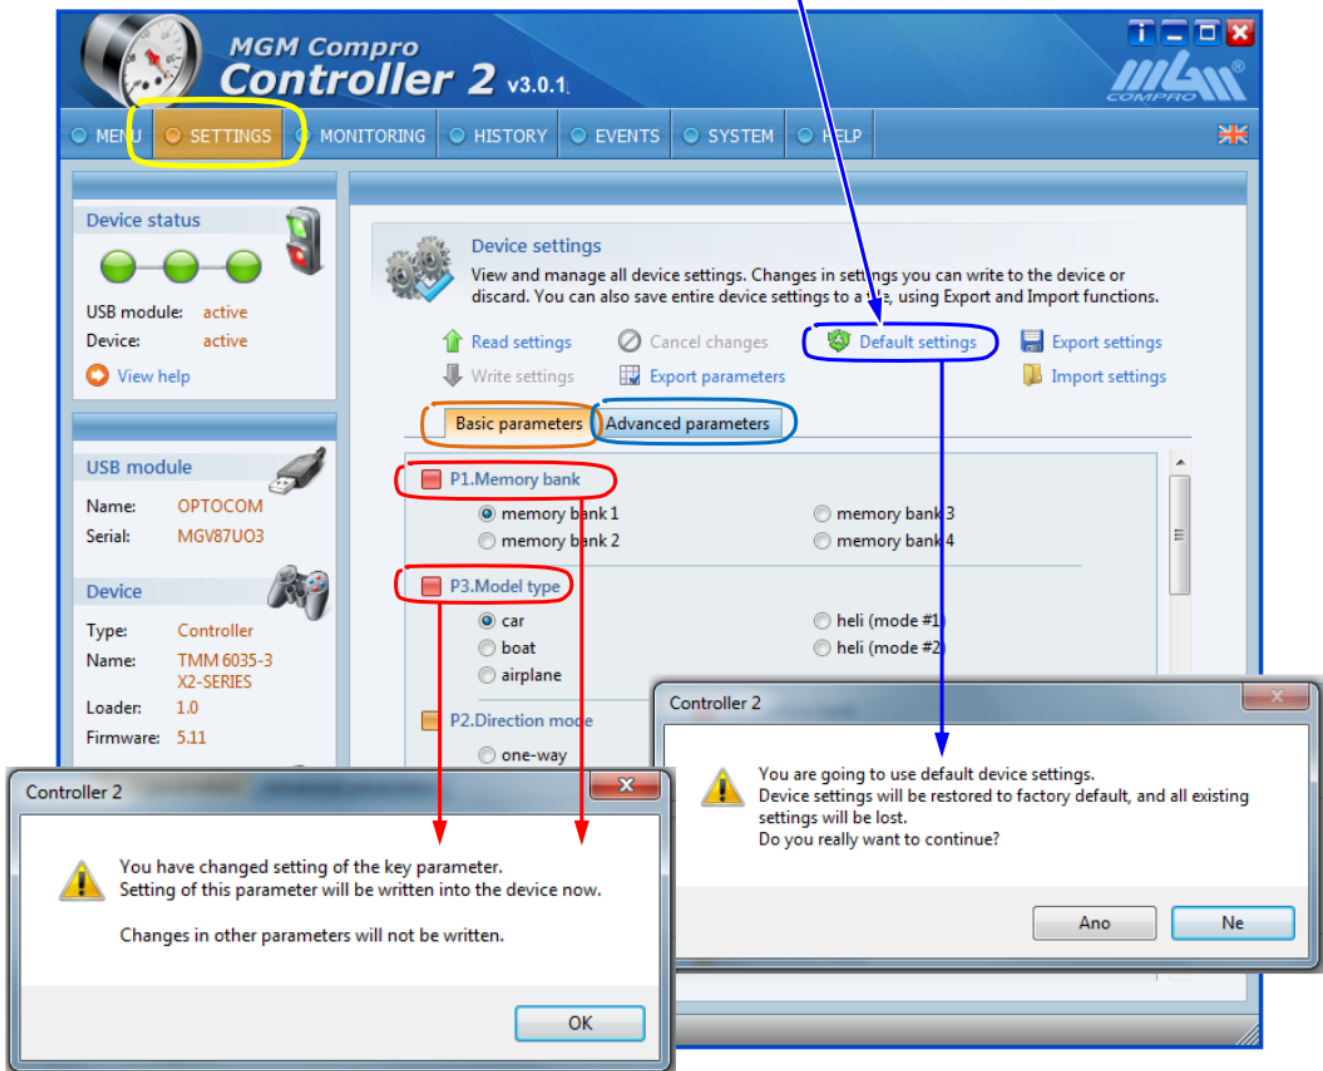 MGM Compro
Controller 2 v3.0.1
MGM COMPRO ®
MENU SETTINGS MONITORING HISTORY EVENTS SYSTEM HELP
Device status
USB module: active
Device: active
View help
USB module
Name: OPTOCOM
Serial: MGV87UO3
Device
Type: Controller
Name: TMM 6035-3
X2-SERIES
Loader: 1.0
Firmware: 5.11
Device settings
View and manage all device settings. Changes in settings you can write to the device or
discard. You can also save entire device settings to a file, using Export and Import functions.
Read settings Cancel changes Default settings Export settings
Write settings Export parameters Import settings
Basic parameters Advanced parameters
P1.Memory bank
memory bank 1 memory bank 3
memory bank 2 memory bank 4
P3.Model type
car heli (mode #1)
boat heli (mode #2)
airplane
P2.Direction mode
one-way
Controller 2
You have changed setting of the key parameter.
Setting of this parameter will be written into the device now.
Changes in other parameters will not be written.
OK
Controller 2
You are going to use default device settings.
Device settings will be restored to factory default, and all existing
settings will be lost.
Do you really want to continue?
Ano Ne